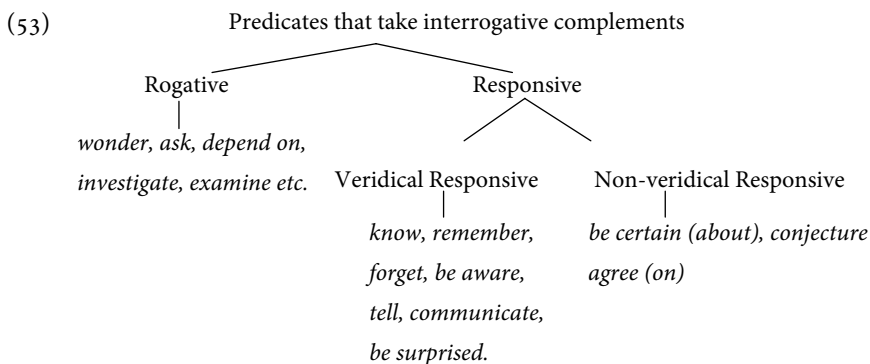 (53) Predicates that take interrogative complements
Rogative Responsive
wonder, ask, depend on,
investigate, examine etc. Veridical Responsive Non-veridical Responsive
know, remember, be certain (about), conjecture
forget, be aware, agree (on)
tell, communicate,
be surprised.